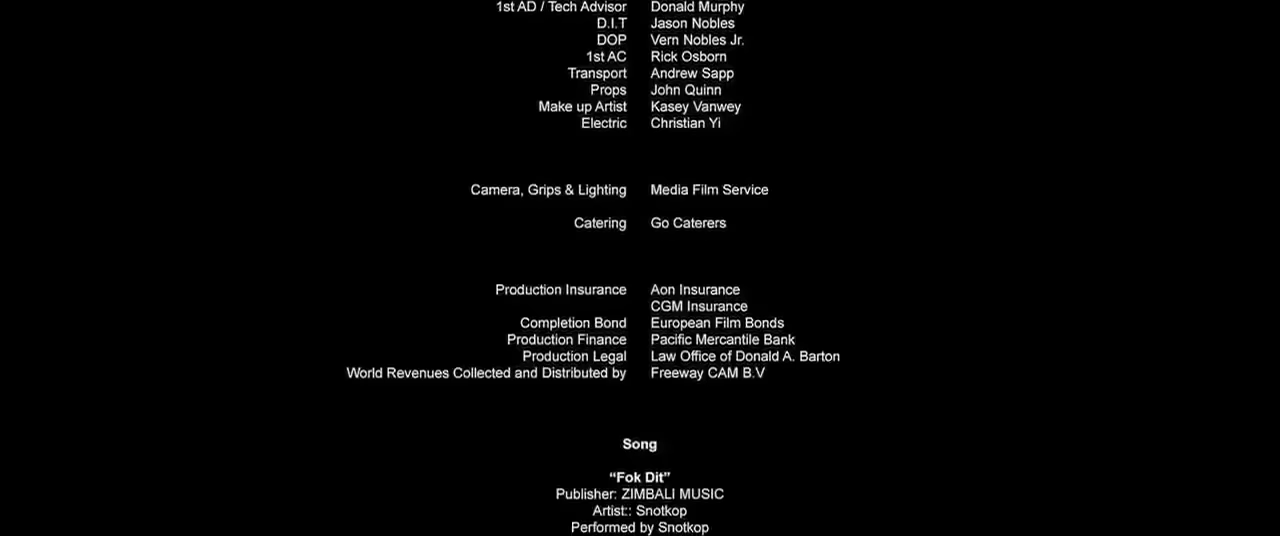 1st AD / Tech Advisor Donald Murphy
D.I.T Jason Nobles
DOP Vern Nobles Jr.
1st AC Rick Osborn
Transport Andrew Sapp
Props John Quinn
Make up Artist Kasey Vanwey
Electric Christian Yi
Camera, Grips & Lighting Media Film Service
Catering Go Caterers
Production Insurance Aon Insurance
CGM Insurance
Completion Bond European Film Bonds
Production Finance Pacific Mercantile Bank
Production Legal Law Office of Donald A. Barton
World Revenues Collected and Distributed by Freeway CAM B.V
Song
“Fok Dit”
Publisher: ZIMBALI MUSIC
Artist:: Snotkop
Performed by Snotkop